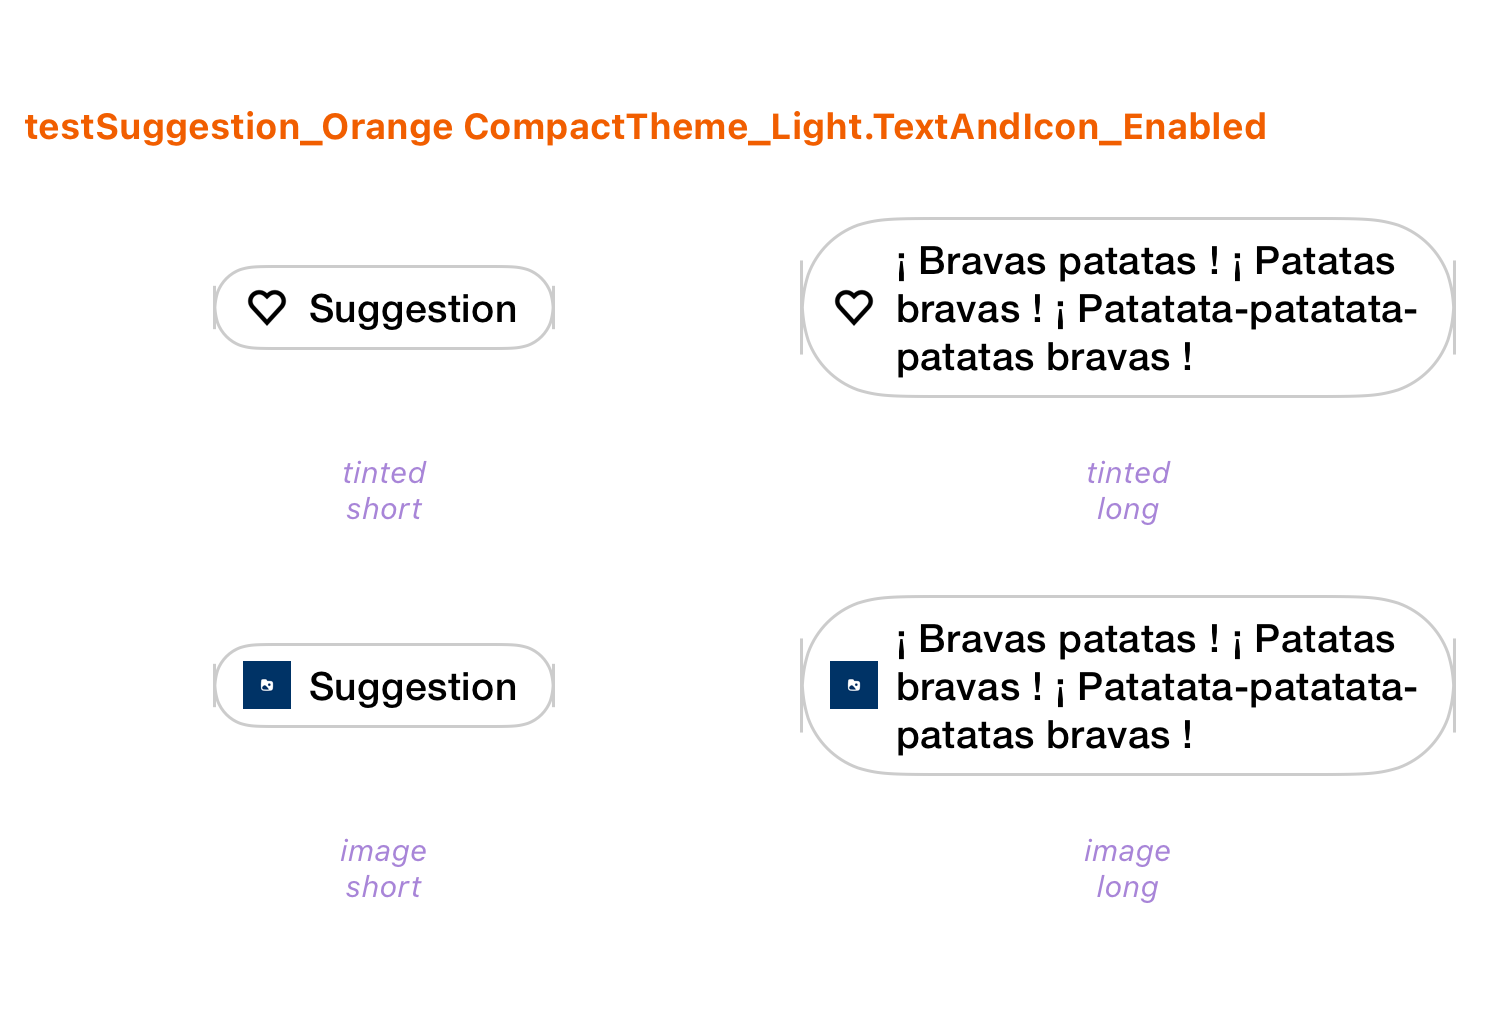 testSuggestion_Orange CompactTheme_Light.TextAndIcon_Enabled
Suggestion
¡ Bravas patatas ! ¡ Patatas
bravas ! ¡ Patatata-patatata-
patatas bravas !
tinted
short
tinted
long
Suggestion
¡ Bravas patatas ! ¡ Patatas
bravas ! ¡ Patatata-patatata-
patatas bravas !
image
short
image
long